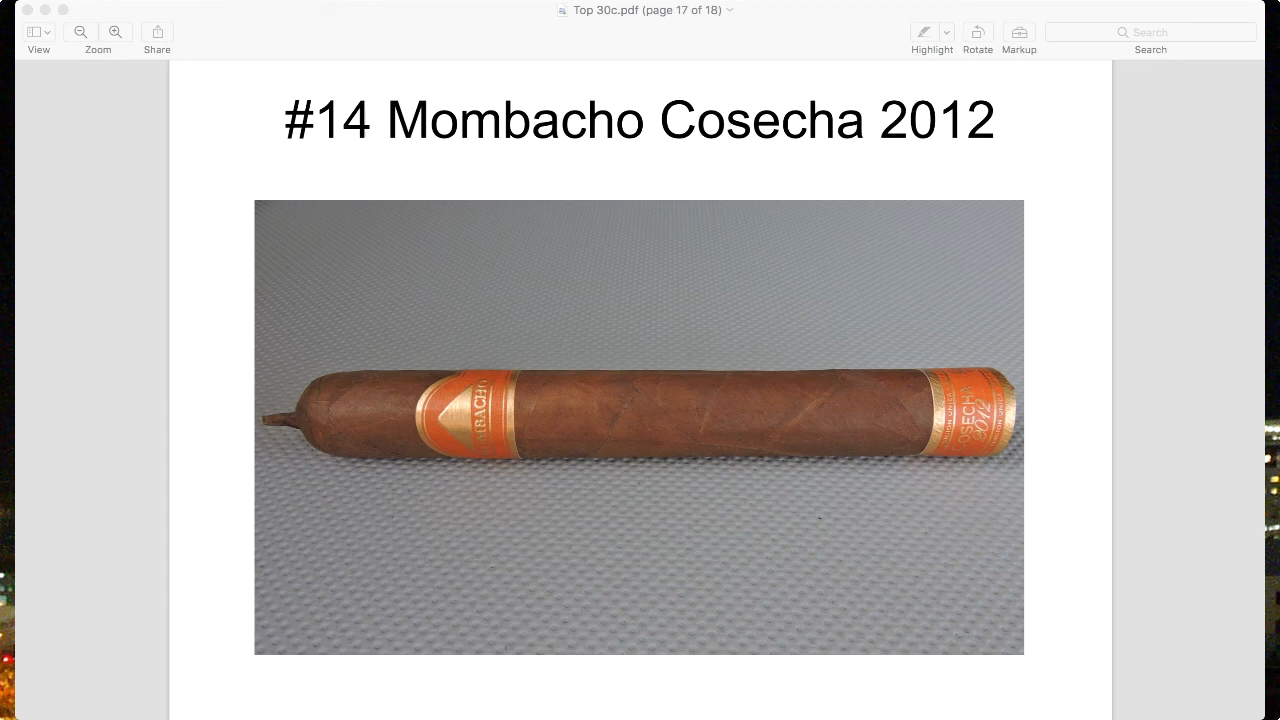 Top 30c.pdf (page 17 of 18)
View
Zoom
Share
Highlight
Rotate
Markup
Search
Search
#14 Mombacho Cosecha 2012
MBACHO
COSECHA
2012